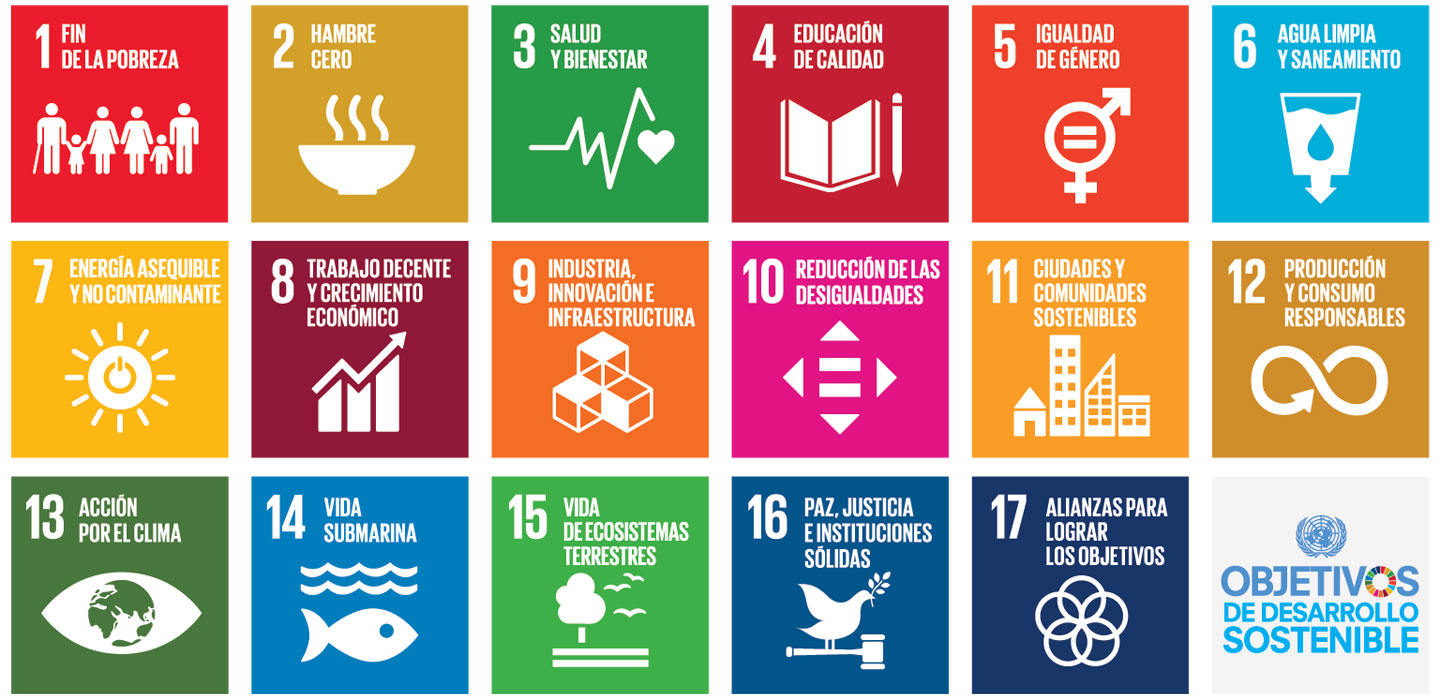 1 FIN
DE LA POBREZA
2 HAMBRE
CERO
3 SALUD
Y BIENESTAR
4 EDUCACIÓN
DE CALIDAD
5 IGUALDAD
DE GÉNERO
6 AGUA LIMPIA
Y SANEAMIENTO
7 ENERGÍA ASEQUIBLE
Y NO CONTAMINANTE
8 TRABAJO DECENTE
Y CRECIMIENTO
ECONÓMICO
9 INDUSTRIA,
INNOVACIÓN E
INFRAESTRUCTURA
10 REDUCCIÓN DE LAS
DESIGUALDADES
11 CIUDADES Y
COMUNIDADES
SOSTENIBLES
12 PRODUCCIÓN
Y CONSUMO
RESPONSABLES
13 ACCIÓN
POR EL CLIMA
14 VIDA
SUBMARINA
15 VIDA
DE ECOSISTEMAS
TERRESTRES
16 PAZ, JUSTICIA
E INSTITUCIONES
SÓLIDAS
17 ALIANZAS PARA
LOGRAR
LOS OBJETIVOS
OBJETIVOS
DE DESARROLLO
SOSTENIBLE